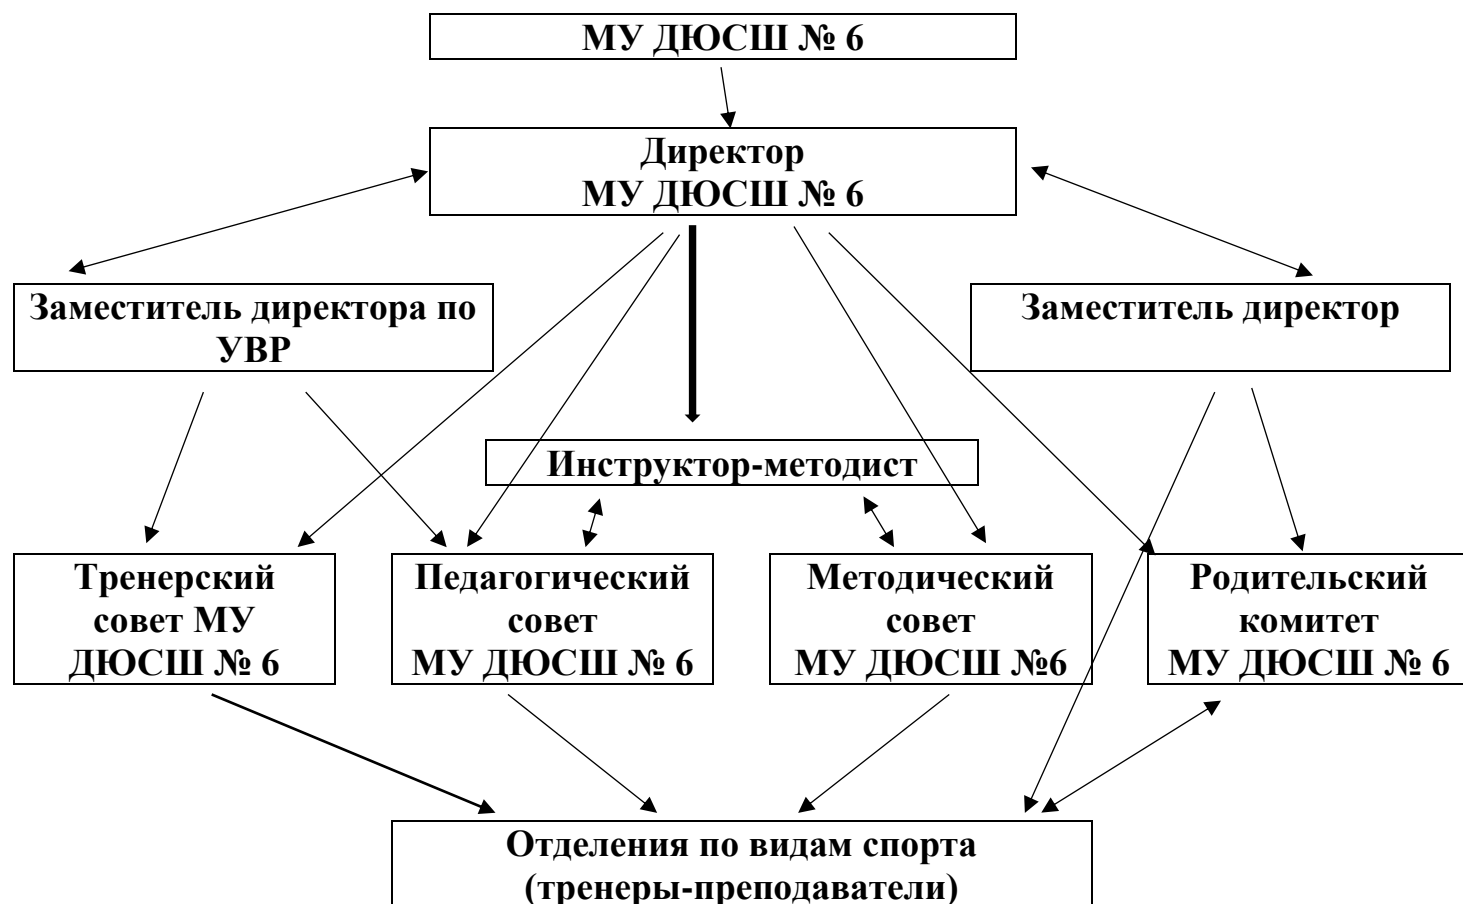 МУ ДЮСШ № 6
Директор
МУ ДЮСШ № 6
Заместитель директора по
УВР
Заместитель директор
Инструктор-методист
Тренерский
совет МУ
ДЮСШ № 6
Педагогический
совет
МУ ДЮСШ № 6
Методический
совет
МУ ДЮСШ №6
Родительский
комитет
МУ ДЮСШ № 6
Отделения по видам спорта
(тренеры-преподаватели)